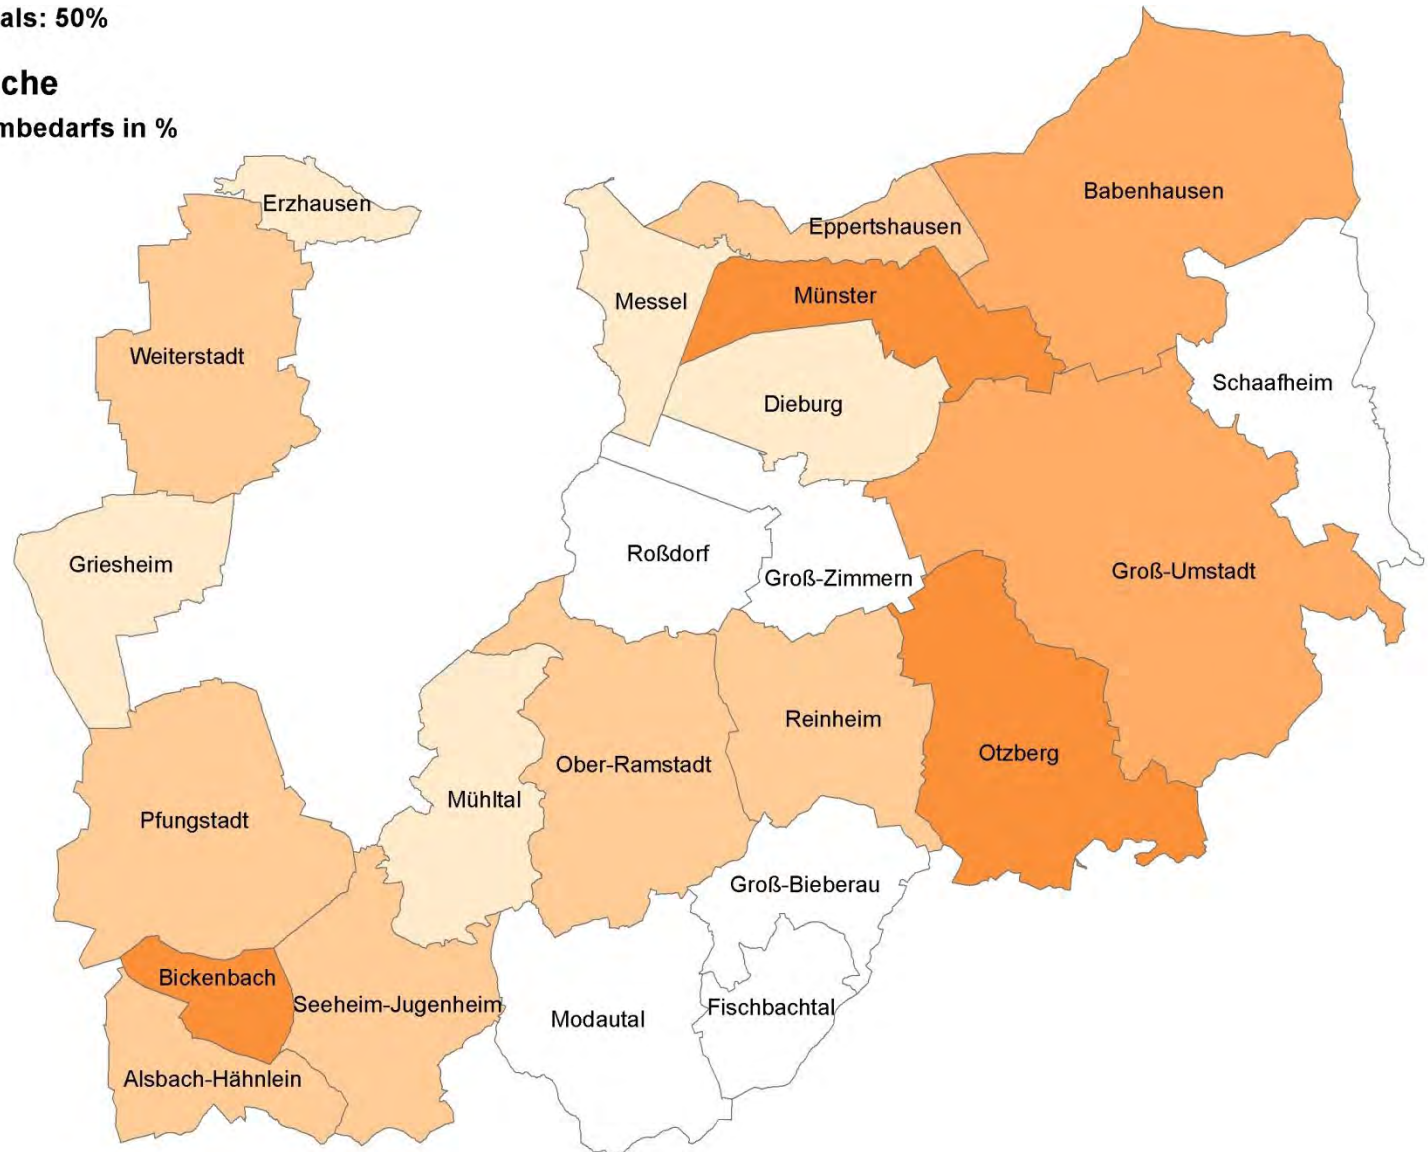 als: 50%
che
mbedarfs in %
Erzhausen
Babenhausen
Eppertshausen
Münster
Messel
Weiterstadt
Schaafheim
Dieburg
Roßdorf
Griesheim
Groß-Umstadt
Groß-Zimmern
Reinheim
Otzberg
Ober-Ramstadt
Mühltal
Pfungstadt
Groß-Bieberau
Bickenbach
Seeheim-Jugenheim
Fischbachtal
Modautal
Alsbach-Hähnlein